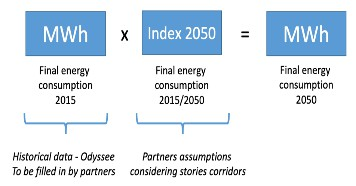 MWh x Index 2050 = MWh
Final energy
consumption
2015
Final energy
consumption
2015/2050
Final energy
consumption
2050
Historical data - Odyssee
To be filled in by partners
Partners assumptions
considering stories corridors